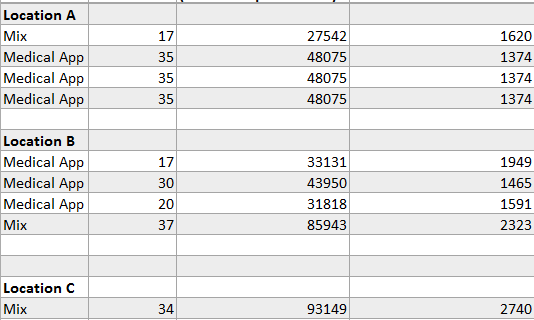 Location A
Mix 17 27542 1620
Medical App 35 48075 1374
Medical App 35 48075 1374
Medical App 35 48075 1374
Location B
Medical App 17 33131 1949
Medical App 30 43950 1465
Medical App 20 31818 1591
Mix 37 85943 2323
Location C
Mix 34 93149 2740